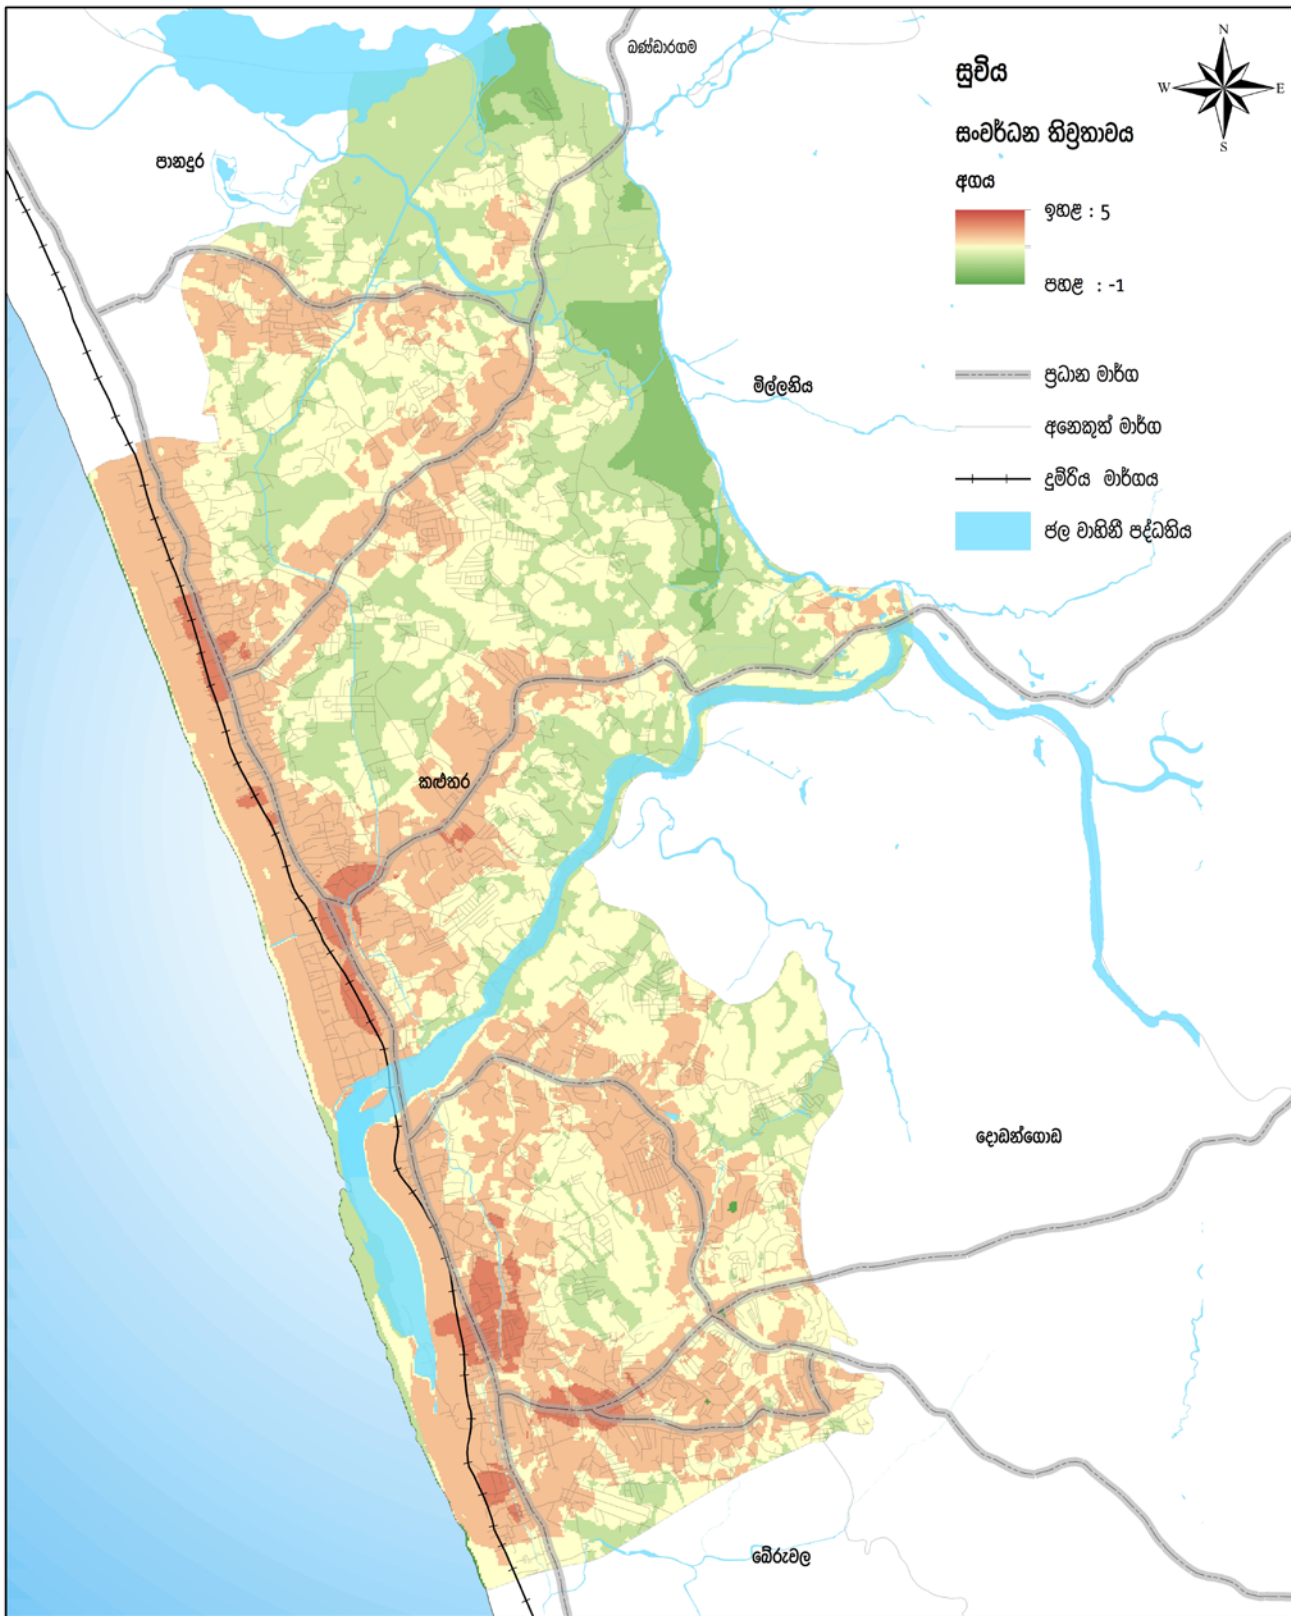 බණ්ඩාරගම
N
W E
S
සූචිය
සංවර්ධන තිව්‍රතාවය
අගය
ඉහළ : 5
පහළ : -1
ප්‍රධාන මාර්ග
අනෙකුත් මාර්ග
දුම්රිය මාර්ගය
ජල වාහිනී පද්ධතිය
පානදුර
මිල්ලනිය
කළුතර
දොඩන්ගොඩ
බේරුවල